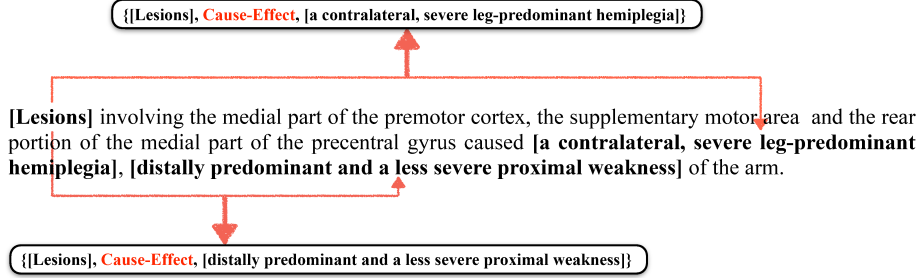 {[Lesions], Cause-Effect, [a contralateral, severe leg-predominant hemiplegia]}
[Lesions] involving the medial part of the premotor cortex, the supplementary motor area and the rear
portion of the medial part of the precentral gyrus caused [a contralateral, severe leg-predominant
hemiplegia], [distally predominant and a less severe proximal weakness] of the arm.
{[Lesions], Cause-Effect, [distally predominant and a less severe proximal weakness]}